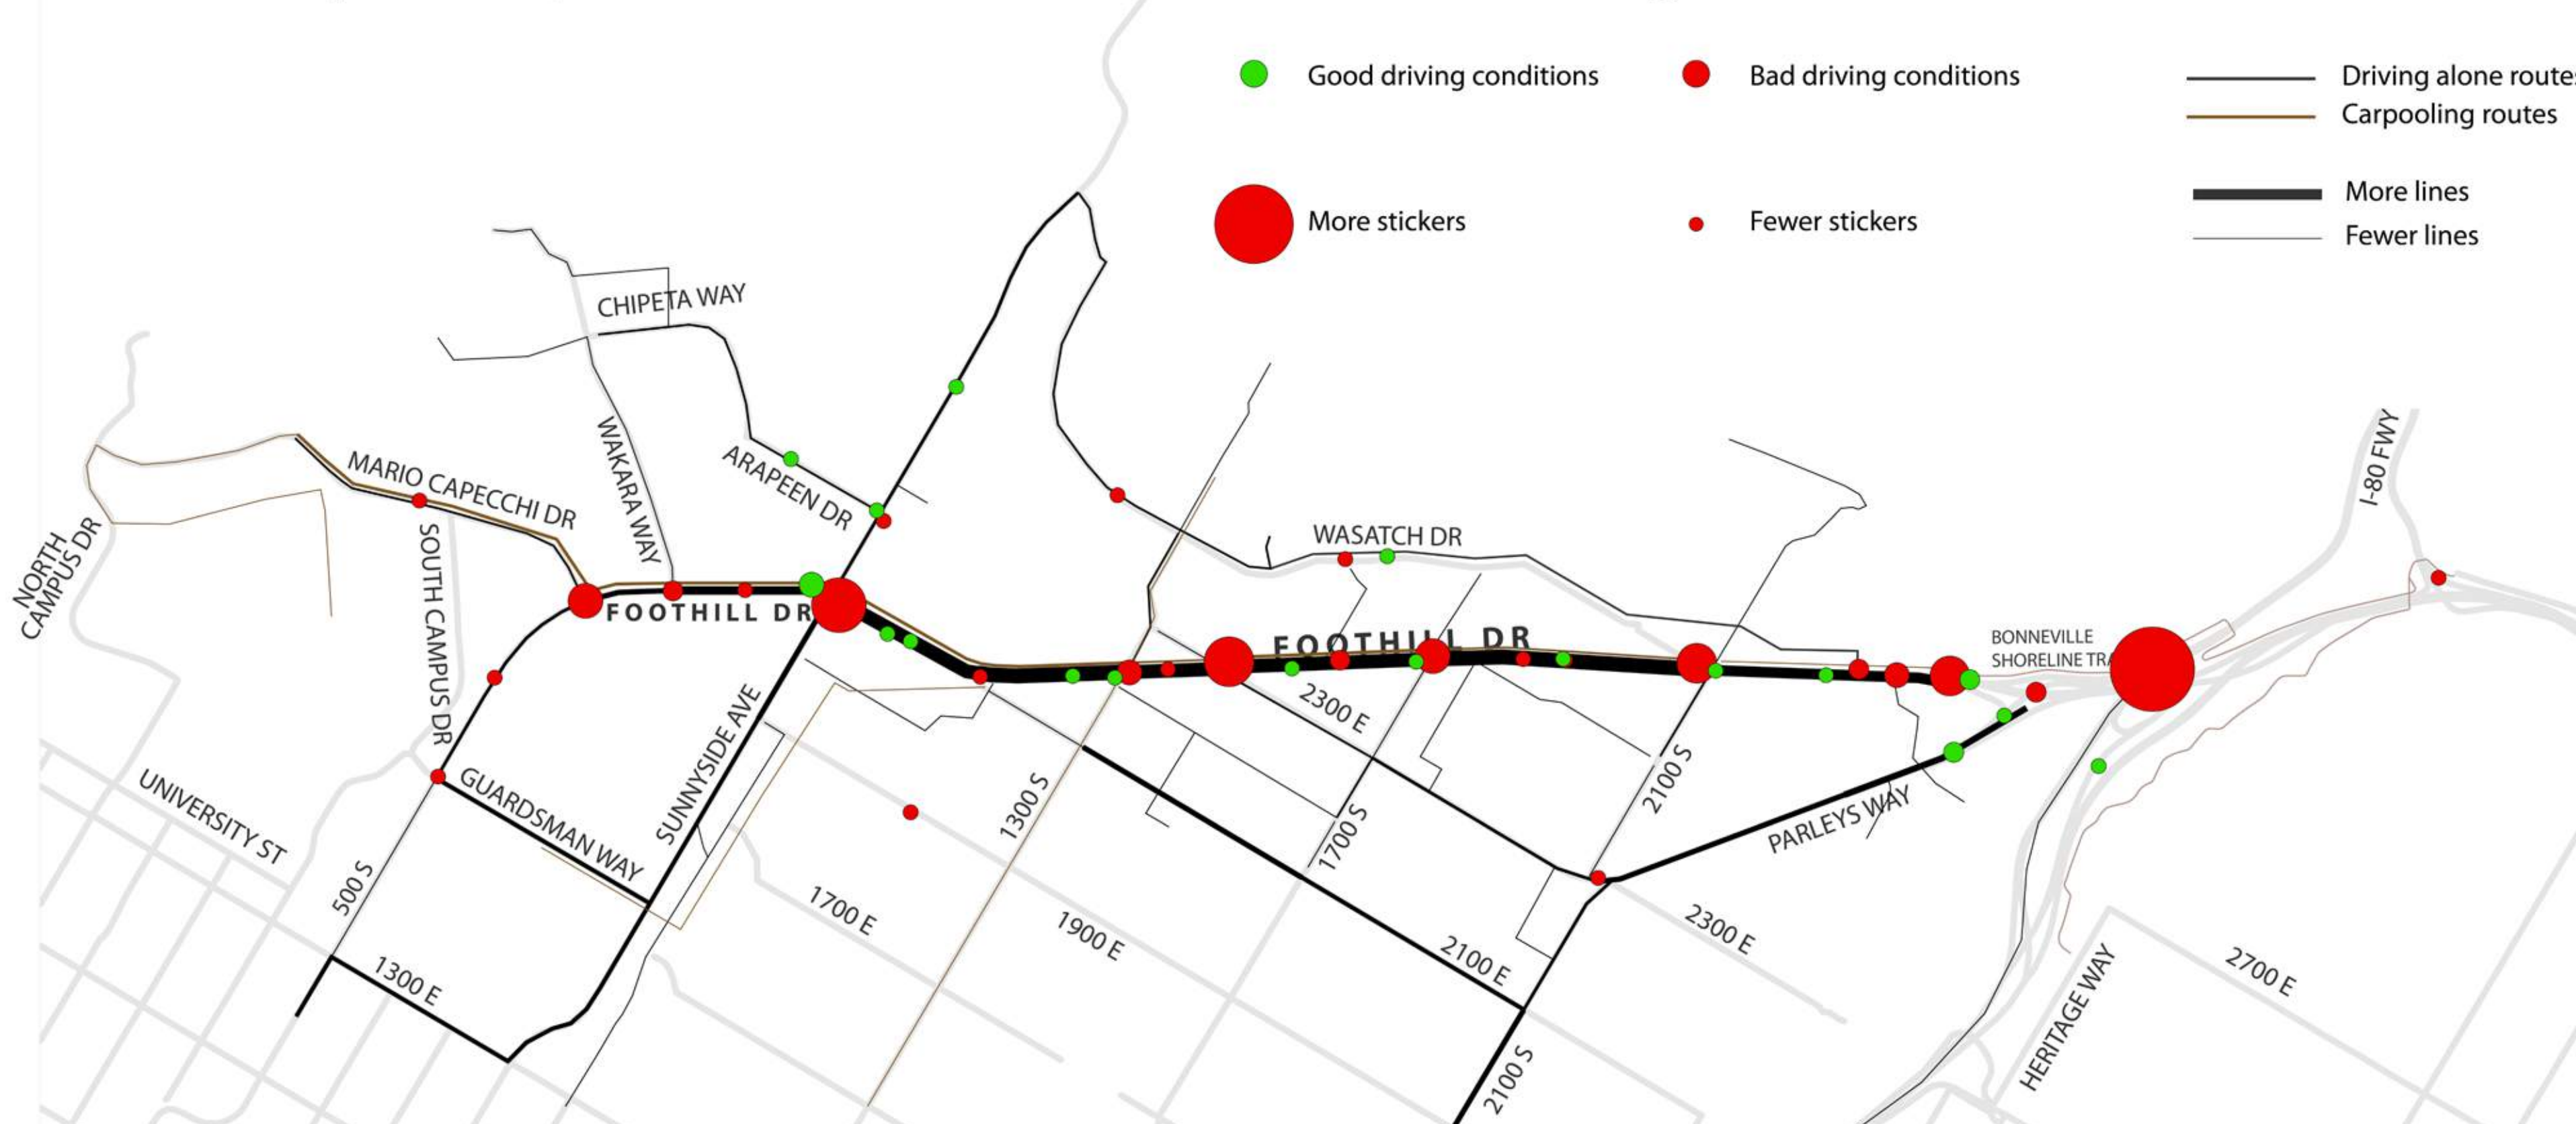 Good driving conditions
Bad driving conditions
Driving alone route
Carpooling routes
More stickers
Fewer stickers
More lines
Fewer lines
CHIPETA WAY
WAKARA WAY
ARAPEEN DR
MARIO CAPECCHI DR
NORTH
CAMPUS DR
SOUTH CAMPUS DR
FOOTHILL DR
WASATCH DR
FOOTHILL DR
I-80 FWY
BONNEVILLE
SHORELINE TRA
UNIVERSITY ST
GUARDSMAN WAY
SUNNYSIDE AVE
500 S
1300 E
1700 E
1300 S
1900 E
2300 E
1700 S
2100 S
PARLEYS WAY
2100 E
2300 E
2100 S
HERITAGE WAY
2700 E